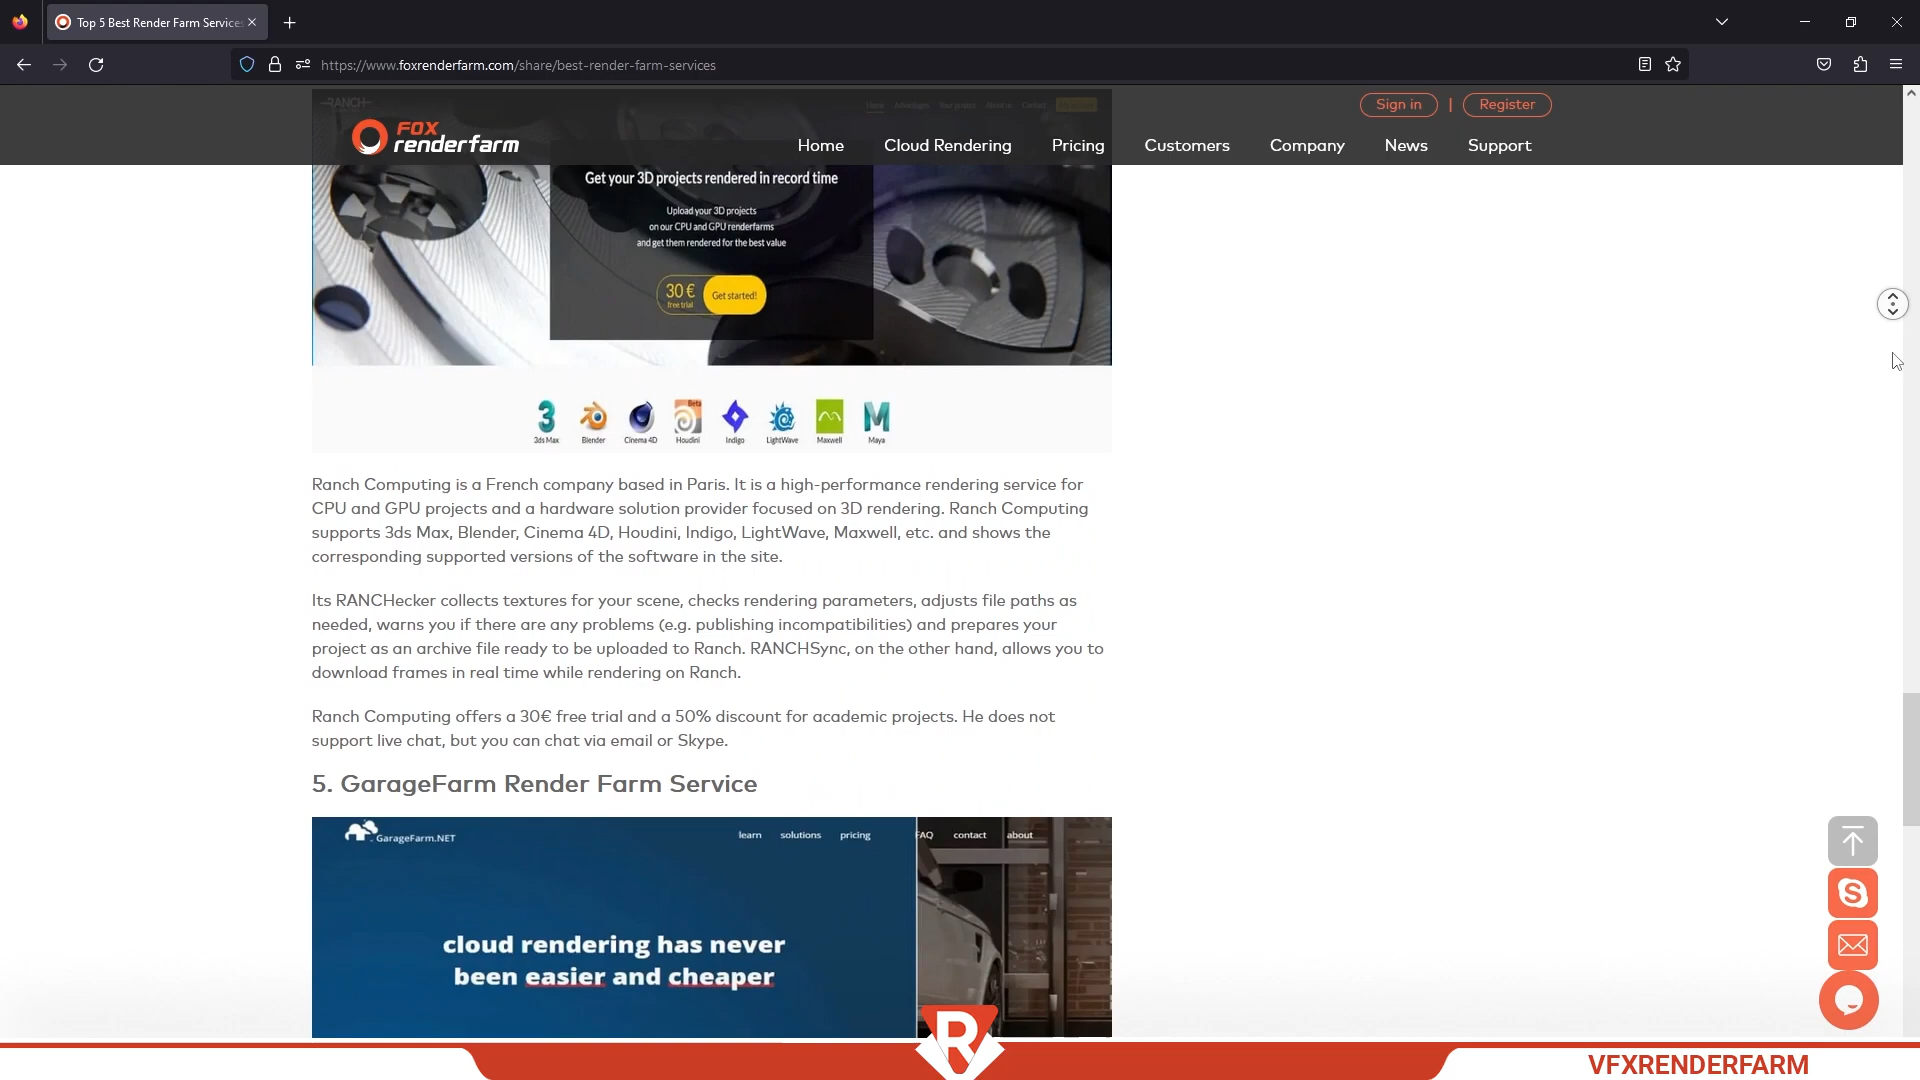 Top 5 Best Render Farm Services
https://www.foxrenderfarm.com/share/best-render-farm-services
RANCH
Home Advantages Contact
Sign in | Register
FOX
renderfarm
Home Cloud Rendering Pricing Customers Company News Support
Get your 3D projects rendered in record time
Upload your 3D projects
on our CPU and GPU renderfarms
and get them rendered for the best value
30 €
free trial
Get started!
Beta
3ds Max Blender Cinema 4D Houdini Indigo LightWave Maxwell Maya
Ranch Computing is a French company based in Paris. It is a high-performance rendering service for
CPU and GPU projects and a hardware solution provider focused on 3D rendering. Ranch Computing
supports 3ds Max, Blender, Cinema 4D, Houdini, Indigo, LightWave, Maxwell, etc. and shows the
corresponding supported versions of the software in the site.
Its RANCHecker collects textures for your scene, checks rendering parameters, adjusts file paths as
needed, warns you if there are any problems (e.g. publishing incompatibilities) and prepares your
project as an archive file ready to be uploaded to Ranch. RANCHSync, on the other hand, allows you to
download frames in real time while rendering on Ranch.
Ranch Computing offers a 30€ free trial and a 50% discount for academic projects. He does not
support live chat, but you can chat via email or Skype.
5. GarageFarm Render Farm Service
GarageFarm.NET
learn solutions pricing FAQ contact about
cloud rendering has never
been easier and cheaper
R
VFXRENDERFARM